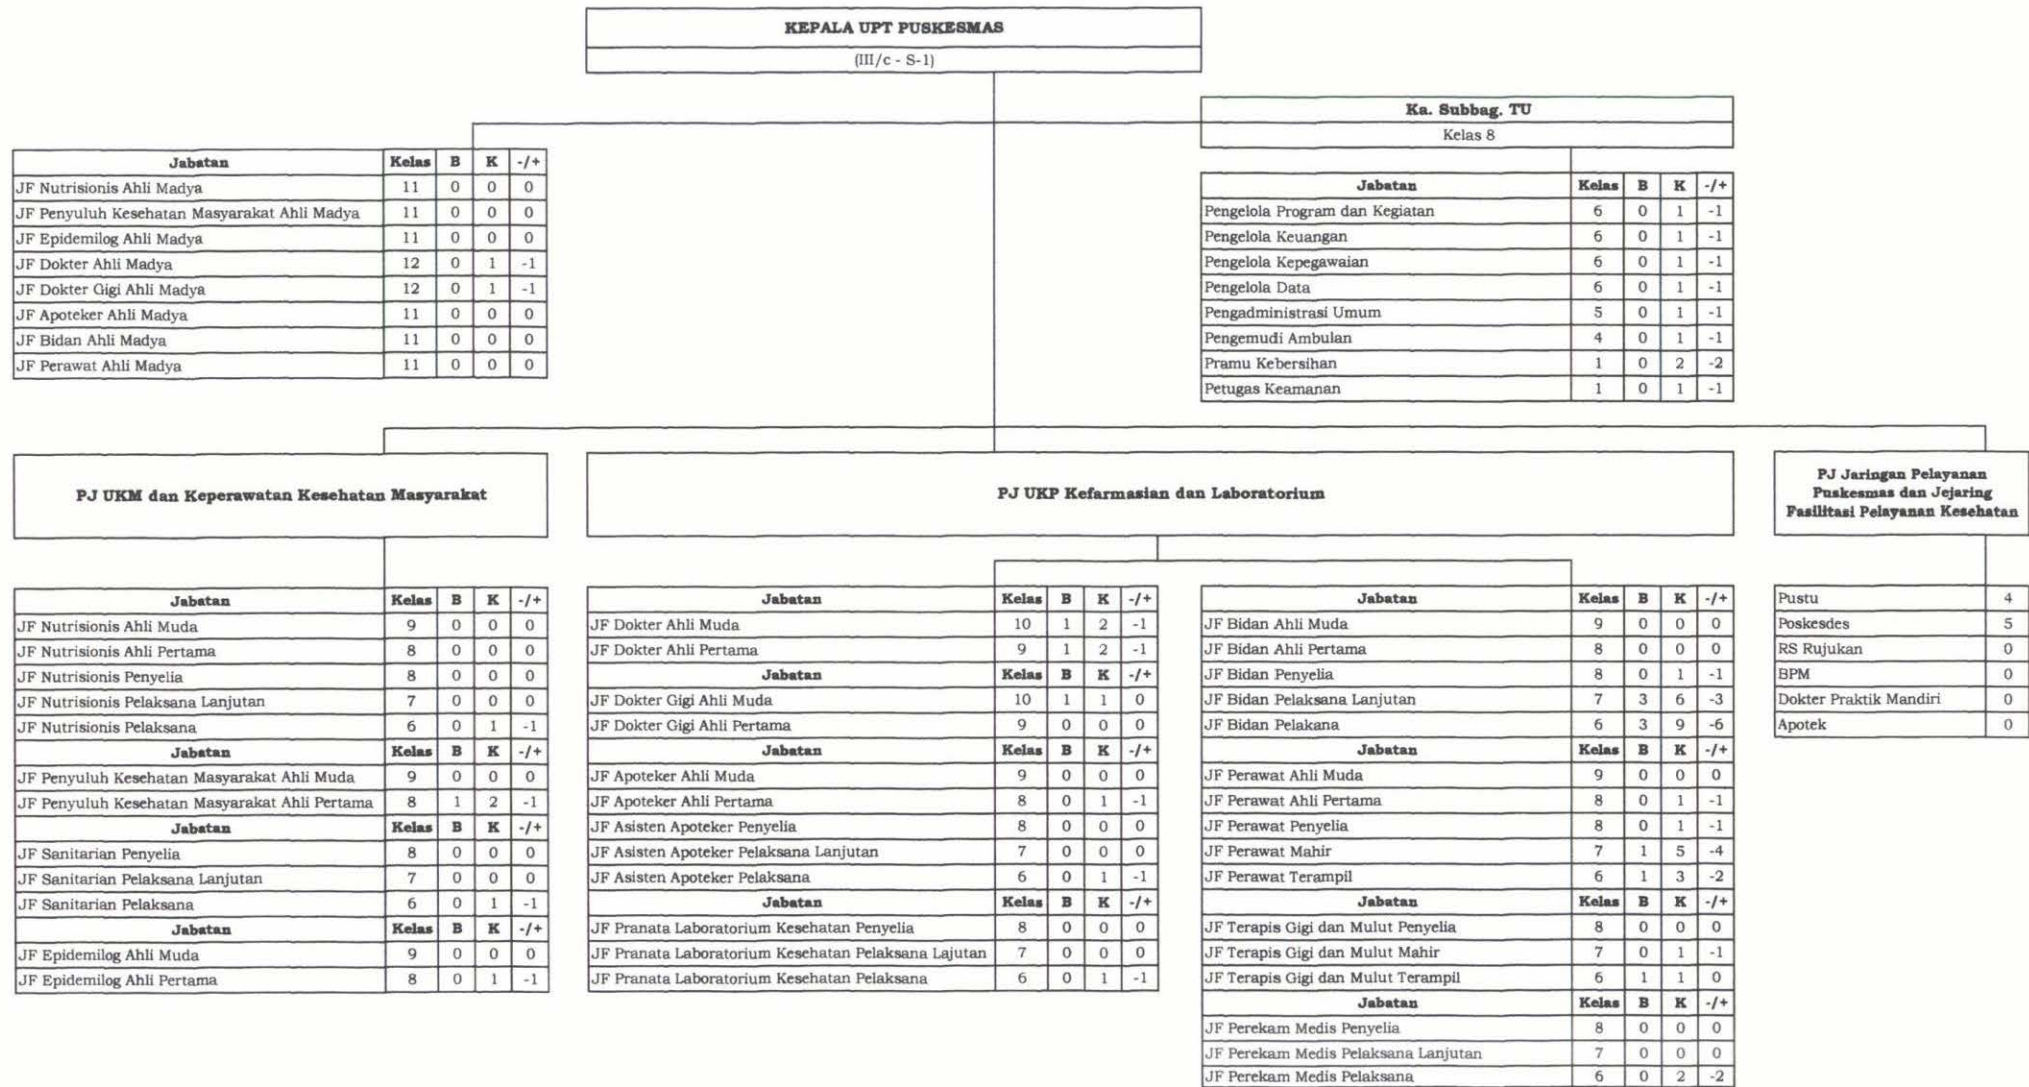 KEPALA UPT PUSKESMAS
(III/c - S-1)
Ka. Subbag. TU
Kelas 8
Jabatan Kelas B K -/+
JF Nutrisionis Ahli Madya 11 0 0 0
JF Penyuluh Kesehatan Masyarakat Ahli Madya 11 0 0 0
JF Epidemilog Ahli Madya 11 0 0 0
JF Dokter Ahli Madya 12 0 1 -1
JF Dokter Gigi Ahli Madya 12 0 1 -1
JF Apoteker Ahli Madya 11 0 0 0
JF Bidan Ahli Madya 11 0 0 0
JF Perawat Ahli Madya 11 0 0 0
Jabatan Kelas B K -/+
Pengelola Program dan Kegiatan 6 0 1 -1
Pengelola Keuangan 6 0 1 -1
Pengelola Kepegawaian 6 0 1 -1
Pengelola Data 6 0 1 -1
Pengadministrasi Umum 5 0 1 -1
Pengemudi Ambulan 4 0 1 -1
Pramu Kebersihan 1 0 2 -2
Petugas Keamanan 1 0 1 -1
PJ UKM dan Keperawatan Kesehatan Masyarakat
PJ UKP Kefarmasian dan Laboratorium
PJ Jaringan Pelayanan
Puskesmas dan Jejaring
Fasilitasi Pelayanan Kesehatan
Jabatan Kelas B K -/+
JF Nutrisionis Ahli Muda 9 0 0 0
JF Nutrisionis Ahli Pertama 8 0 0 0
JF Nutrisionis Penyelia 8 0 0 0
JF Nutrisionis Pelaksana Lanjutan 7 0 0 0
JF Nutrisionis Pelaksana 6 0 1 -1
Jabatan Kelas B K -/+
JF Penyuluh Kesehatan Masyarakat Ahli Muda 9 0 0 0
JF Penyuluh Kesehatan Masyarakat Ahli Pertama 8 1 2 -1
Jabatan Kelas B K -/+
JF Sanitarian Penyelia 8 0 0 0
JF Sanitarian Pelaksana Lanjutan 7 0 0 0
JF Sanitarian Pelaksana 6 0 1 -1
Jabatan Kelas B K -/+
JF Epidemilog Ahli Muda 9 0 0 0
JF Epidemilog Ahli Pertama 8 0 1 -1
Jabatan Kelas B K -/+
JF Dokter Ahli Muda 10 1 2 -1
JF Dokter Ahli Pertama 9 1 2 -1
Jabatan Kelas B K -/+
JF Dokter Gigi Ahli Muda 10 1 1 0
JF Dokter Gigi Ahli Pertama 9 0 0 0
Jabatan Kelas B K -/+
JF Apoteker Ahli Muda 9 0 0 0
JF Apoteker Ahli Pertama 8 0 1 -1
JF Asisten Apoteker Penyelia 8 0 0 0
JF Asisten Apoteker Pelaksana Lanjutan 7 0 0 0
JF Asisten Apoteker Pelaksana 6 0 1 -1
Jabatan Kelas B K -/+
JF Pranata Laboratorium Kesehatan Penyelia 8 0 0 0
JF Pranata Laboratorium Kesehatan Pelaksana Lajutan 7 0 0 0
JF Pranata Laboratorium Kesehatan Pelaksana 6 0 1 -1
Jabatan Kelas B K -/+
JF Bidan Ahli Muda 9 0 0 0
JF Bidan Ahli Pertama 8 0 0 0
JF Bidan Penyelia 8 0 1 -1
JF Bidan Pelaksana Lanjutan 7 3 6 -3
JF Bidan Pelakana 6 3 9 -6
Jabatan Kelas B K -/+
JF Perawat Ahli Muda 9 0 0 0
JF Perawat Ahli Pertama 8 0 1 -1
JF Perawat Penyelia 8 0 1 -1
JF Perawat Mahir 7 1 5 -4
JF Perawat Terampil 6 1 3 -2
Jabatan Kelas B K -/+
JF Terapis Gigi dan Mulut Penyelia 8 0 0 0
JF Terapis Gigi dan Mulut Mahir 7 0 1 -1
JF Terapis Gigi dan Mulut Terampil 6 1 1 0
Jabatan Kelas B K -/+
JF Perekam Medis Penyelia 8 0 0 0
JF Perekam Medis Pelaksana Lanjutan 7 0 0 0
JF Perekam Medis Pelaksana 6 0 2 -2
Pustu 4
Poskesdes 5
RS Rujukan 0
BPM 0
Dokter Praktik Mandiri 0
Apotek 0